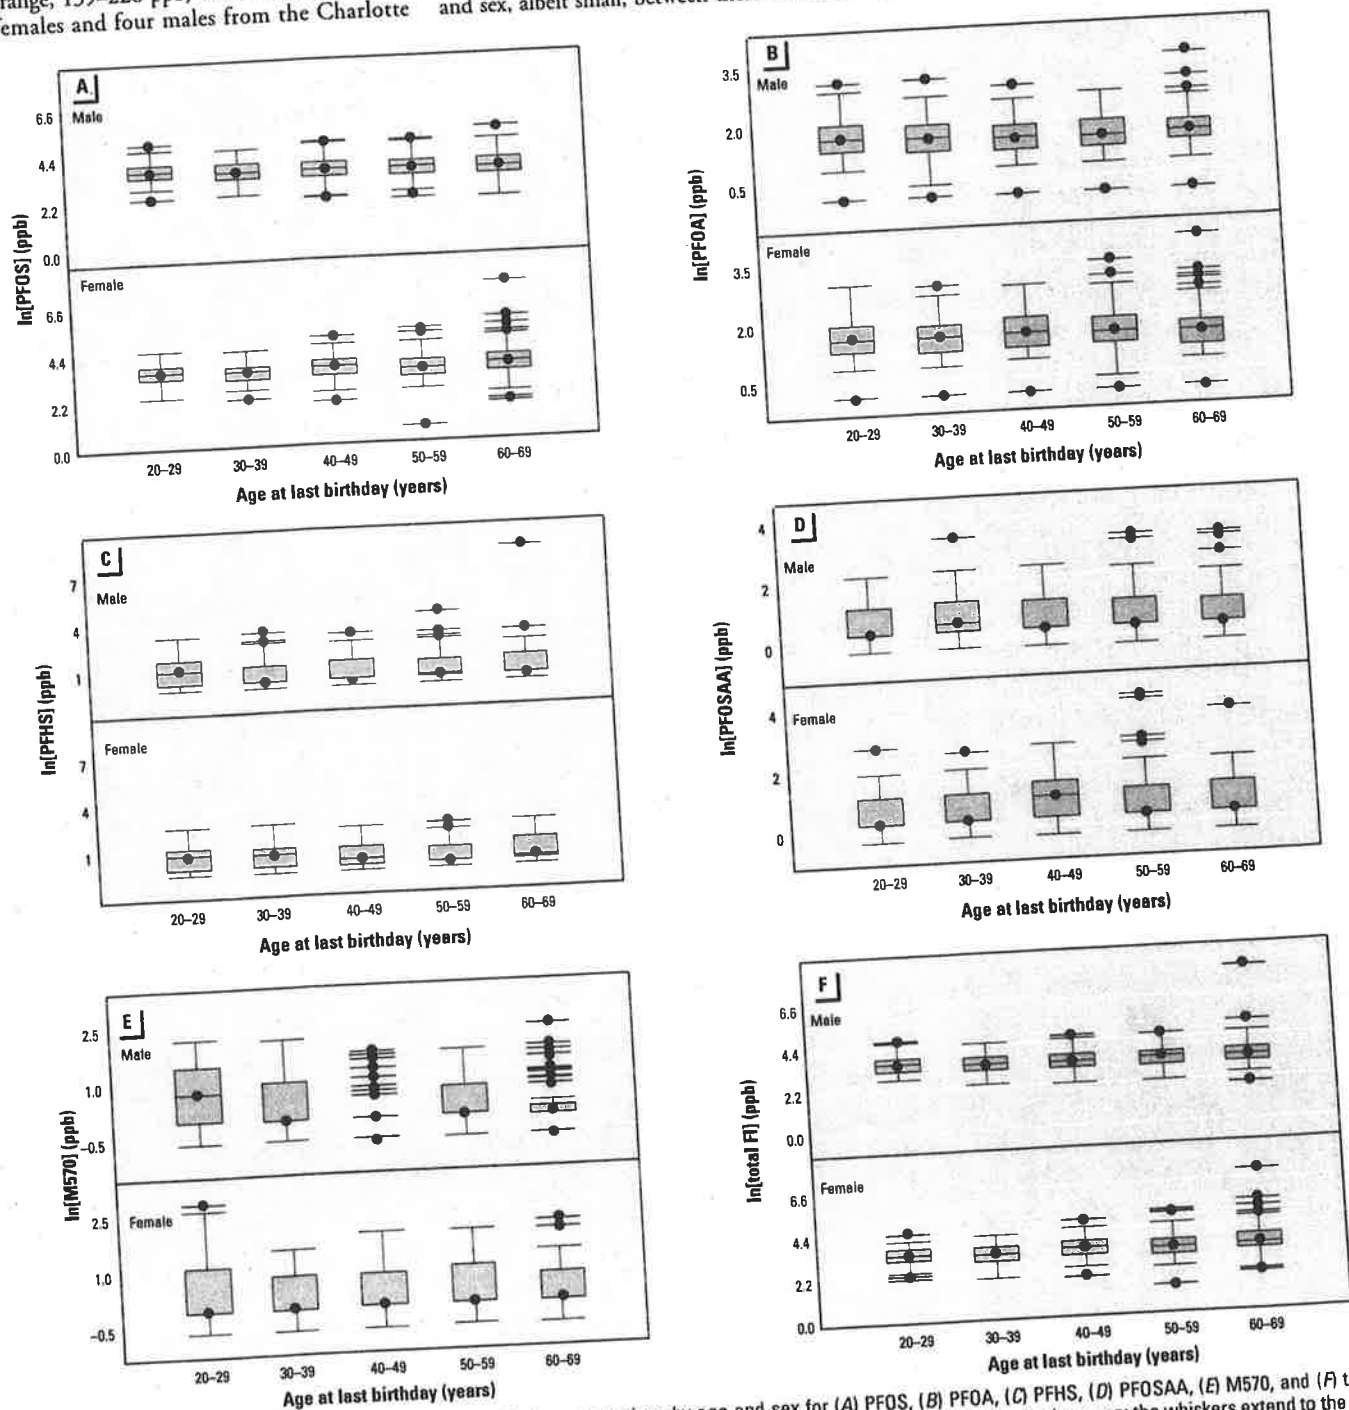 females and four males from the Charlotte
and sex, albeit small, between
A
Male
6.6
4.4
2.2
0.0
Female
6.6
4.4
2.2
0.0
ln[PFOS] (ppb)
20–29 30–39 40–49 50–59 60–69
Age at last birthday (years)
B
3.5
Male
2.0
0.5
Female
3.5
2.0
0.5
ln[PFOA] (ppb)
20–29 30–39 40–49 50–59 60–69
Age at last birthday (years)
C
7
Male
4
1
Female
7
4
1
ln[PFHS] (ppb)
20–29 30–39 40–49 50–59 60–69
Age at last birthday (years)
D
4
Male
2
0
Female
4
2
0
ln[PFOSAA] (ppb)
20–29 30–39 40–49 50–59 60–69
Age at last birthday (years)
E
2.5
Male
1.0
–0.5
Female
2.5
1.0
–0.5
ln[M570] (ppb)
20–29 30–39 40–49 50–59 60–69
Age at last birthday (years)
F
6.6
Male
4.4
2.2
0.0
Female
6.6
4.4
2.2
0.0
ln[total Fl] (ppb)
20–29 30–39 40–49 50–59 60–69
Age at last birthday (years)
age and sex for (A) PFOS, (B) PFOA, (C) PFHS, (D) PFOSAA, (E) M570, and (F)
the whiskers extend to the